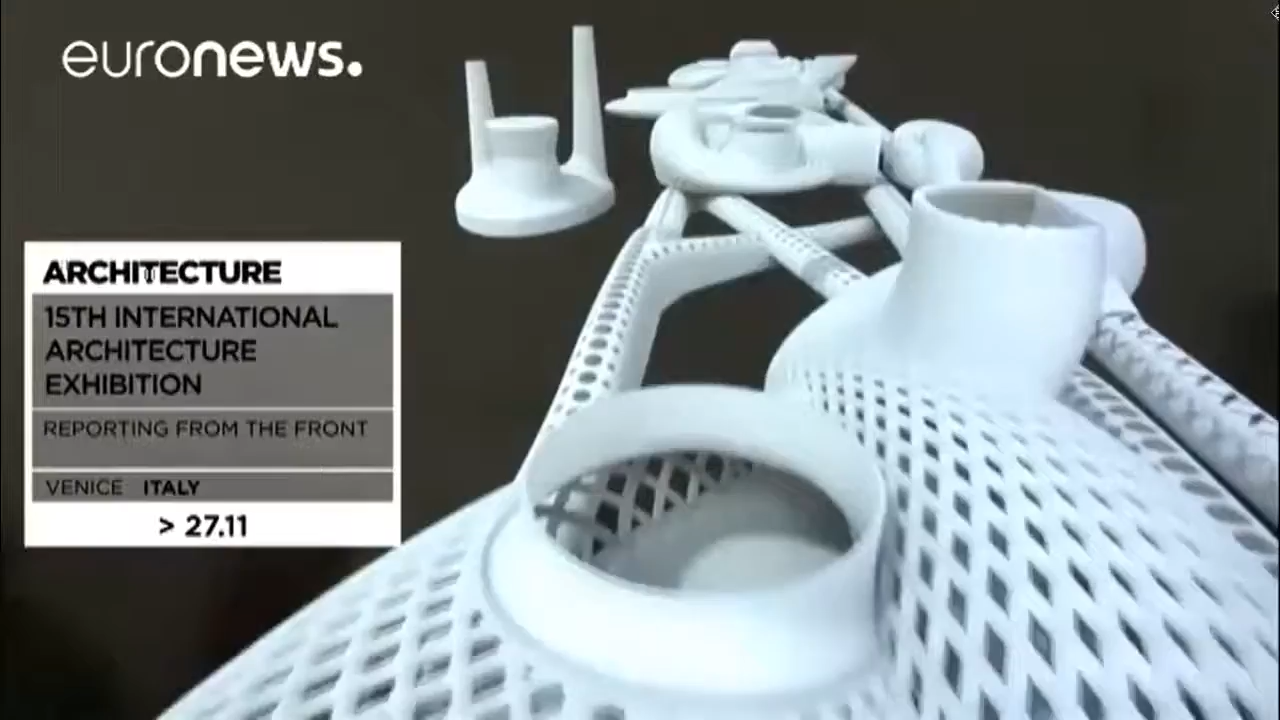 euronews.
ARCHITECTURE
15TH INTERNATIONAL
ARCHITECTURE
EXHIBITION
REPORTING FROM THE FRONT
VENICE ITALY
> 27.11